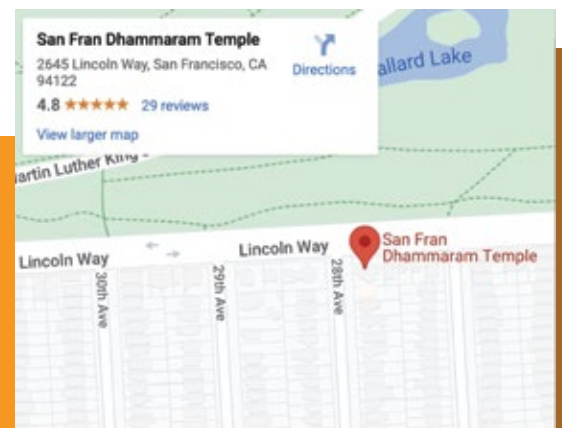 San Fran Dhammaram Temple
2645 Lincoln Way, San Francisco, CA
94122
Directions
4.8
29 reviews
View larger map
allard Lake
artin Luther King
Lincoln Way
Lincoln Way
San Fran
Dhammaram Temple
30th Ave
29th Ave
28th Ave